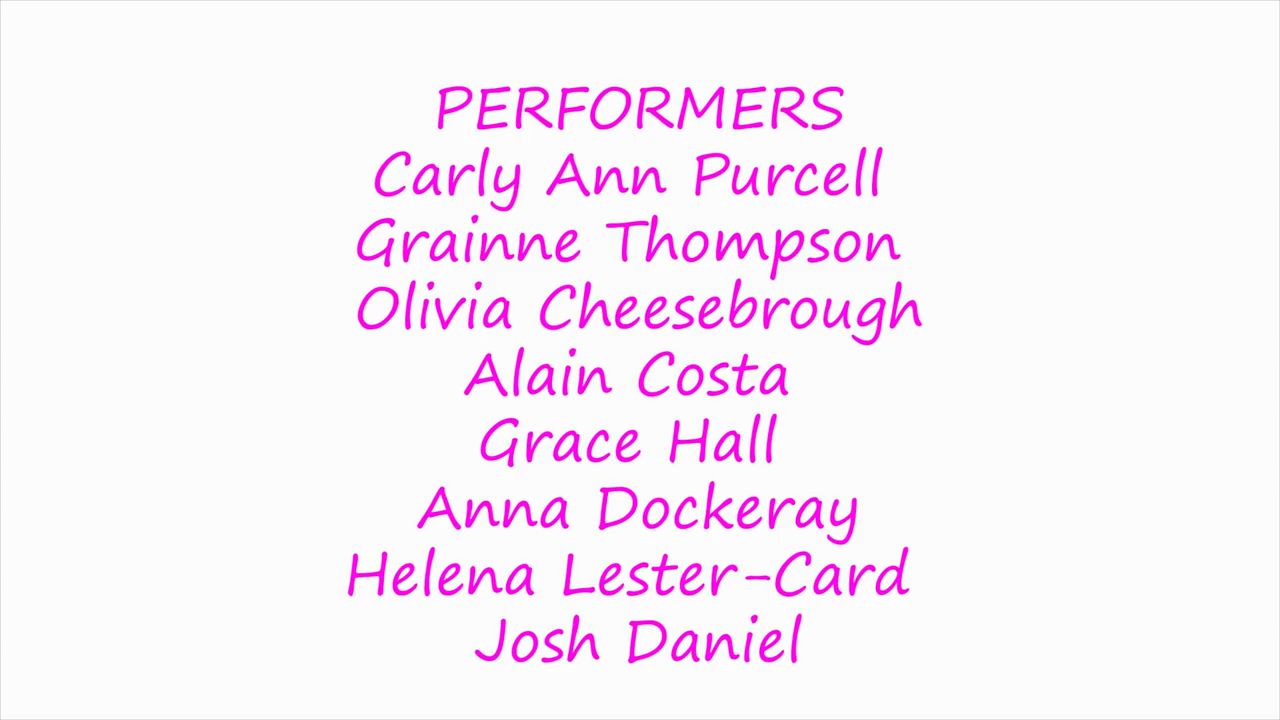 PERFORMERS
Carly Ann Purcell
Grainne Thompson
Olivia Cheesebrough
Alain Costa
Grace Hall
Anna Dockeray
Helena Lester-Card
Josh Daniel